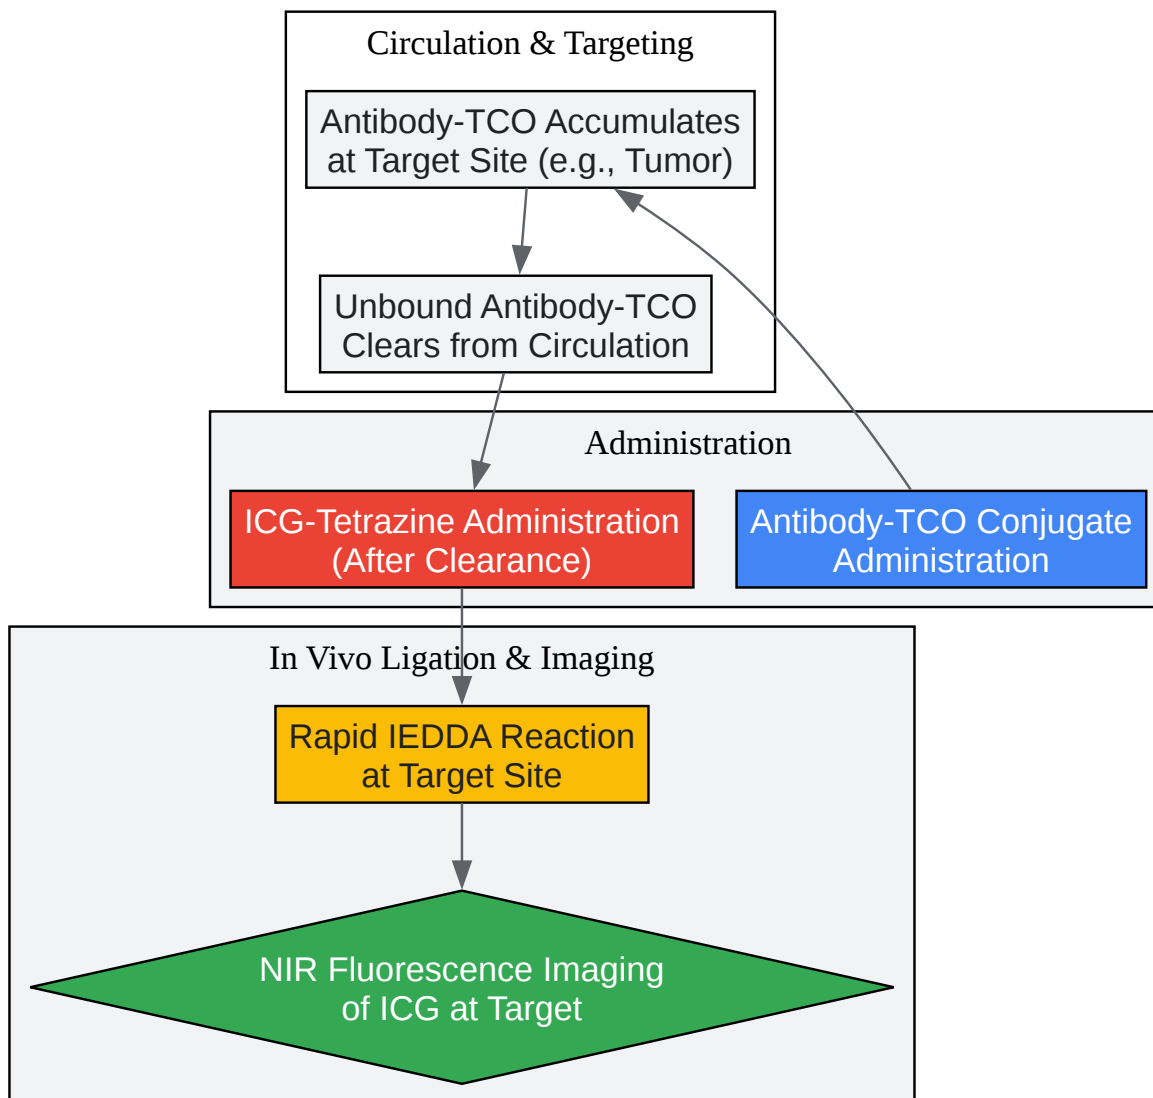 Circulation & Targeting
Antibody-TCO Accumulates
at Target Site (e.g., Tumor)
Unbound Antibody-TCO
Clears from Circulation
Administration
ICG-Tetrazine Administration
(After Clearance)
Antibody-TCO Conjugate
Administration
In Vivo Ligation & Imaging
Rapid IEDDA Reaction
at Target Site
NIR Fluorescence Imaging
of ICG at Target